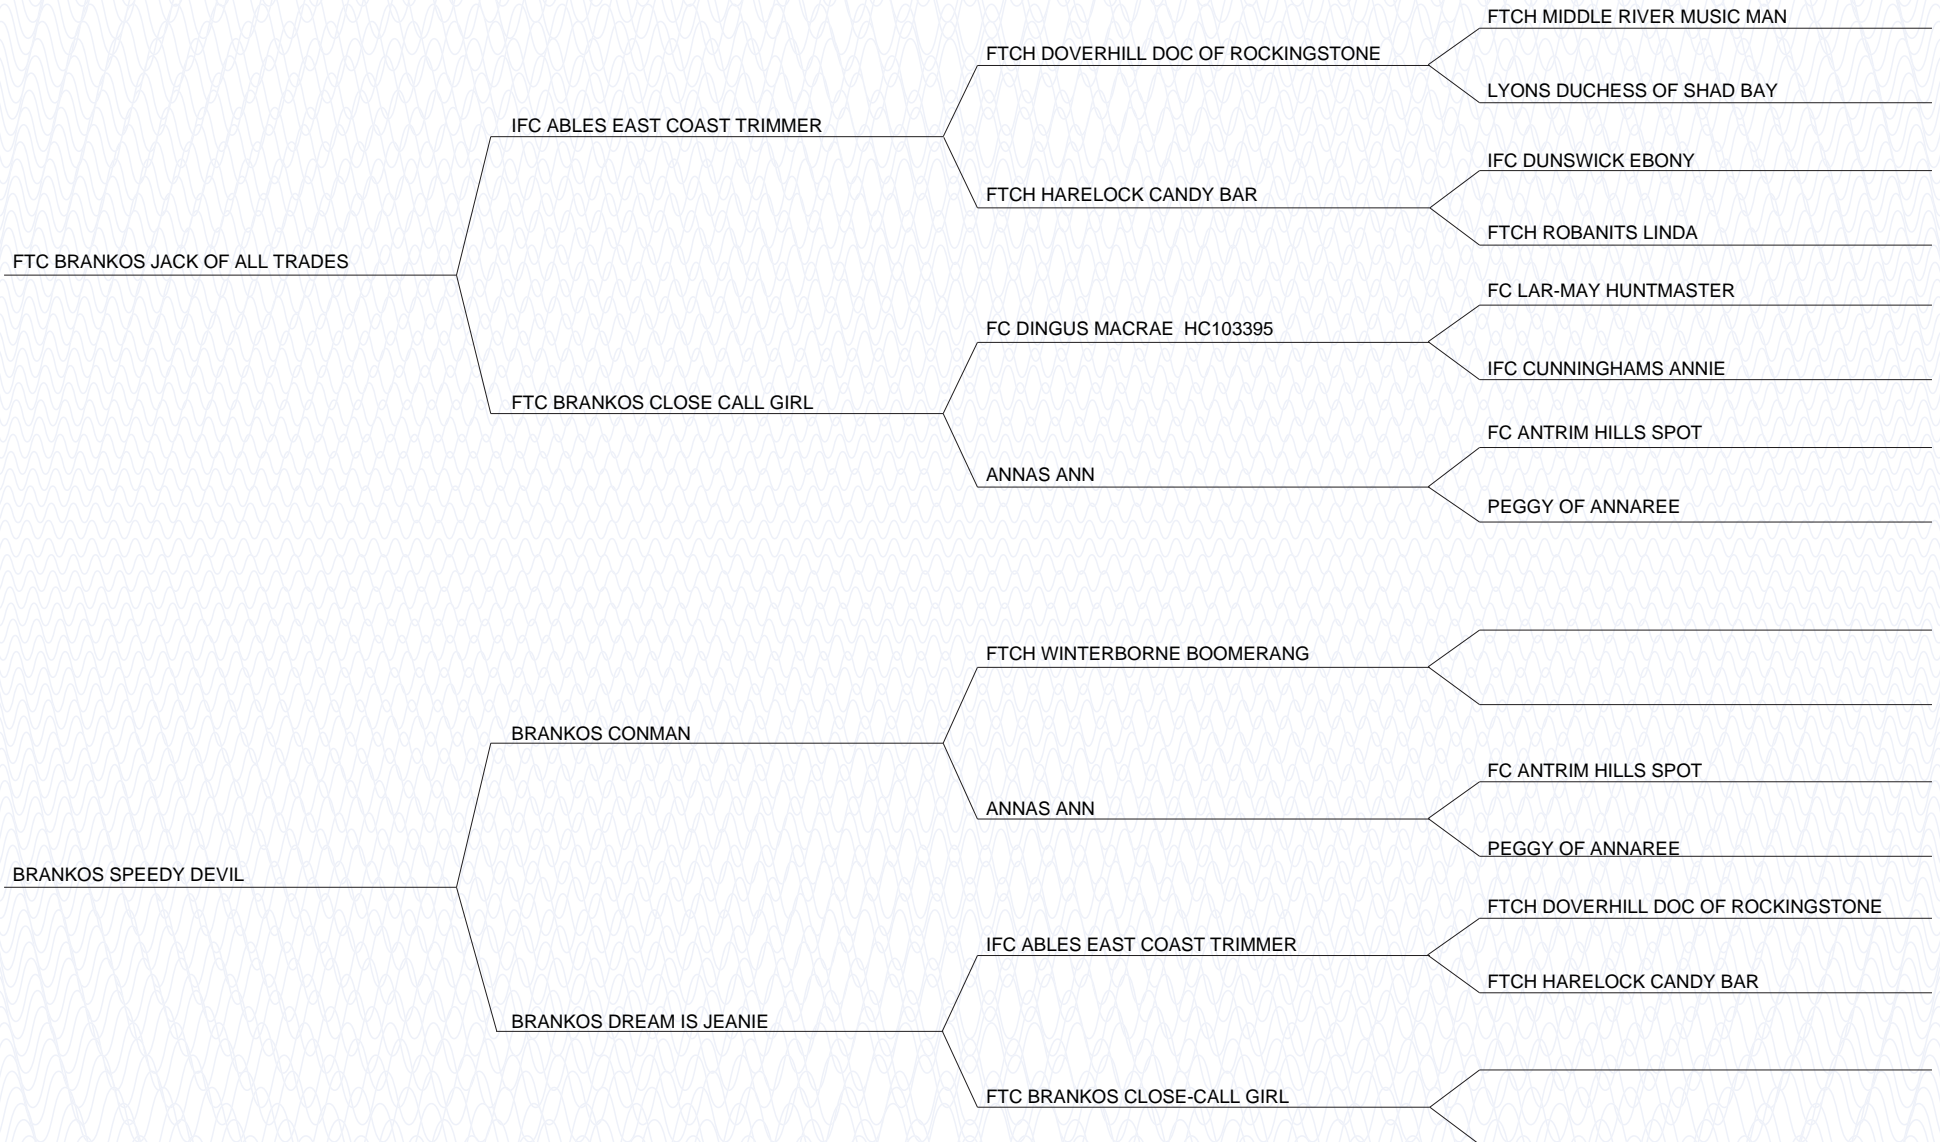 FTCH MIDDLE RIVER MUSIC MAN
FTCH DOVERHILL DOC OF ROCKINGSTONE
LYONS DUCHESS OF SHAD BAY
IFC ABLES EAST COAST TRIMMER
IFC DUNSWICK EBONY
FTCH HARELOCK CANDY BAR
FTCH ROBANITS LINDA
FTC BRANKOS JACK OF ALL TRADES
FC LAR-MAY HUNTMASTER
FC DINGUS MACRAE HC103395
IFC CUNNINGHAMS ANNIE
FTC BRANKOS CLOSE CALL GIRL
FC ANTRIM HILLS SPOT
ANNAS ANN
PEGGY OF ANNAREE
FTCH WINTERBORNE BOOMERANG
BRANKOS CONMAN
FC ANTRIM HILLS SPOT
ANNAS ANN
PEGGY OF ANNAREE
BRANKOS SPEEDY DEVIL
FTCH DOVERHILL DOC OF ROCKINGSTONE
IFC ABLES EAST COAST TRIMMER
FTCH HARELOCK CANDY BAR
BRANKOS DREAM IS JEANIE
FTC BRANKOS CLOSE-CALL GIRL